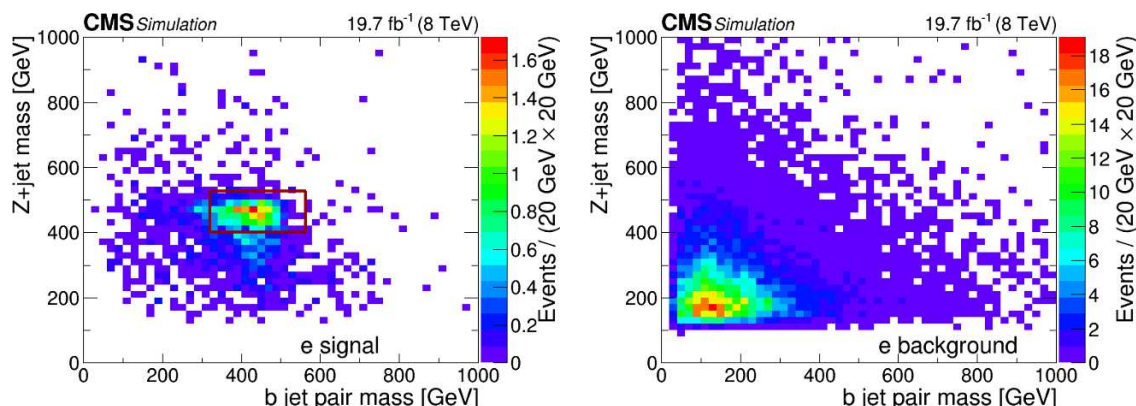 CMS Simulation 19.7 fb⁻¹ (8 TeV)
Z+jet mass [GeV]
1000
800
600
400
200
0
e signal
0 200 400 600 800 1000
b jet pair mass [GeV]
1.6
1.4
1.2
1
0.8
0.6
0.4
0.2
0
Events / (20 GeV × 20 GeV)
CMS Simulation 19.7 fb⁻¹ (8 TeV)
Z+jet mass [GeV]
1000
800
600
400
200
0
e background
0 200 400 600 800 1000
b jet pair mass [GeV]
18
16
14
12
10
8
6
4
2
0
Events / (20 GeV × 20 GeV)